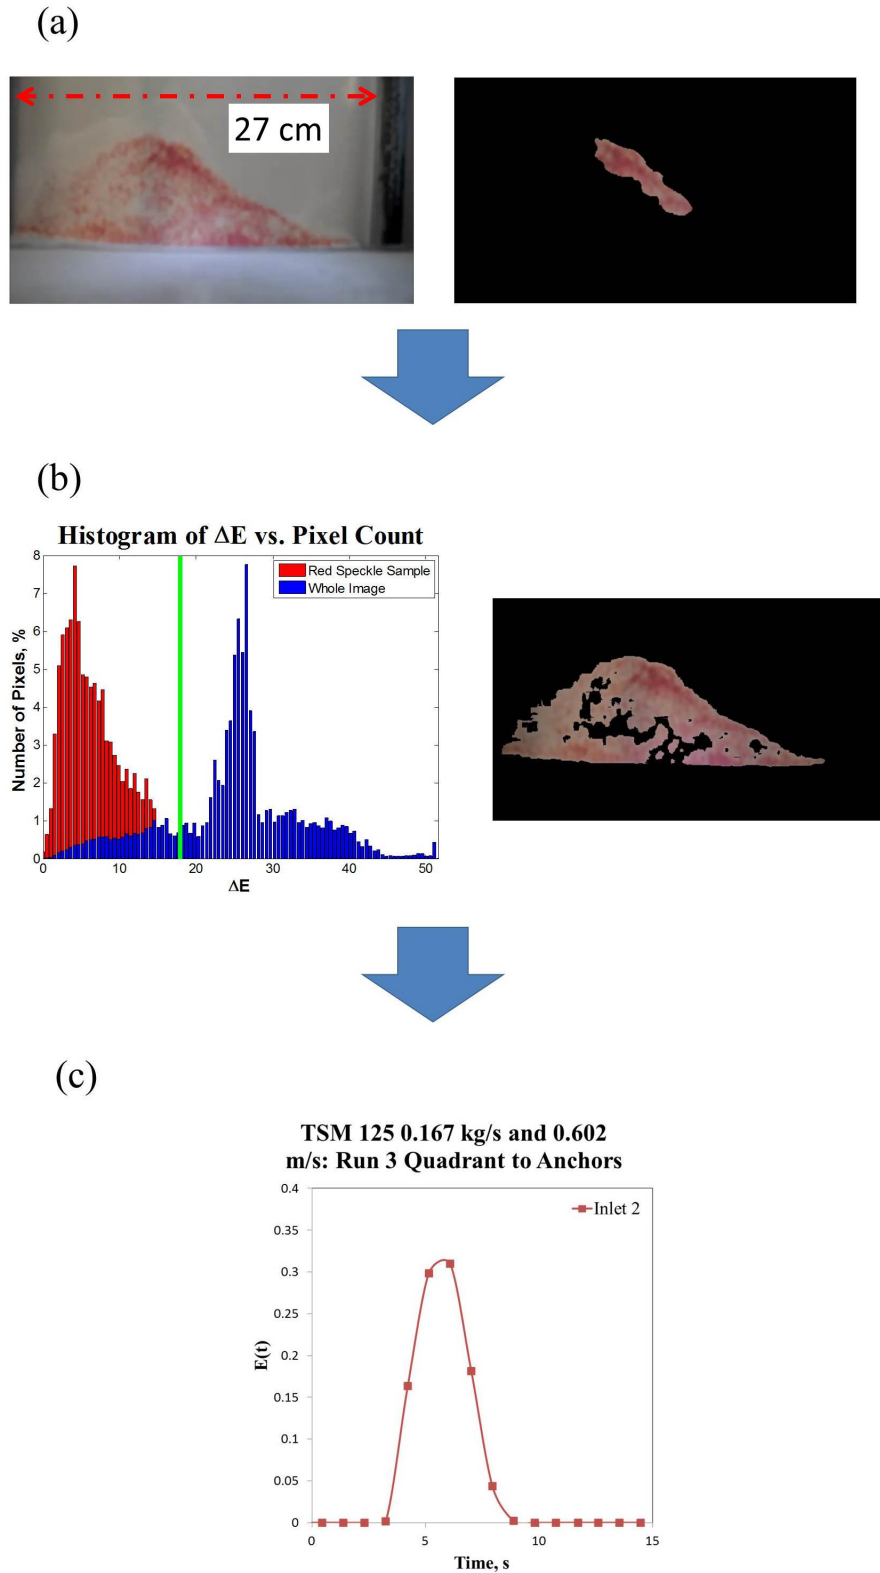 (a)
27 cm
(b)
Histogram of ΔE vs. Pixel Count
Number of Pixels, %
8
7
6
5
4
3
2
1
0
Red Speckle Sample
Whole Image
0 10 20 30 40 50
ΔE
(c)
TSM 125 0.167 kg/s and 0.602
m/s: Run 3 Quadrant to Anchors
E(t)
0.4
0.35
0.3
0.25
0.2
0.15
0.1
0.05
0
Inlet 2
0 5 10 15
Time, s